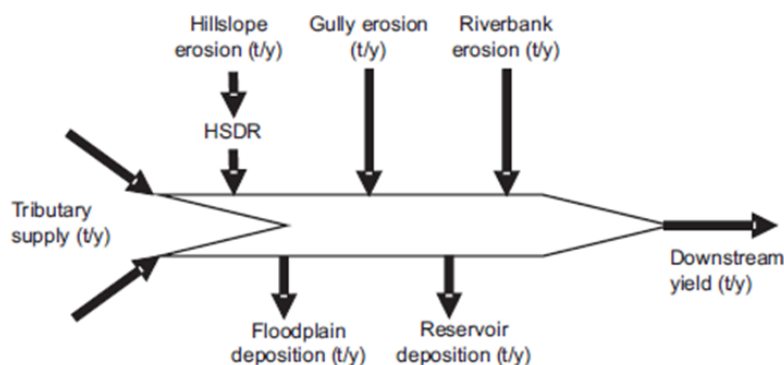 Hillslope
erosion (t/y)
Gully erosion
(t/y)
Riverbank
erosion (t/y)
HSDR
Tributary
supply (t/y)
Downstream
yield (t/y)
Floodplain
deposition (t/y)
Reservoir
deposition (t/y)